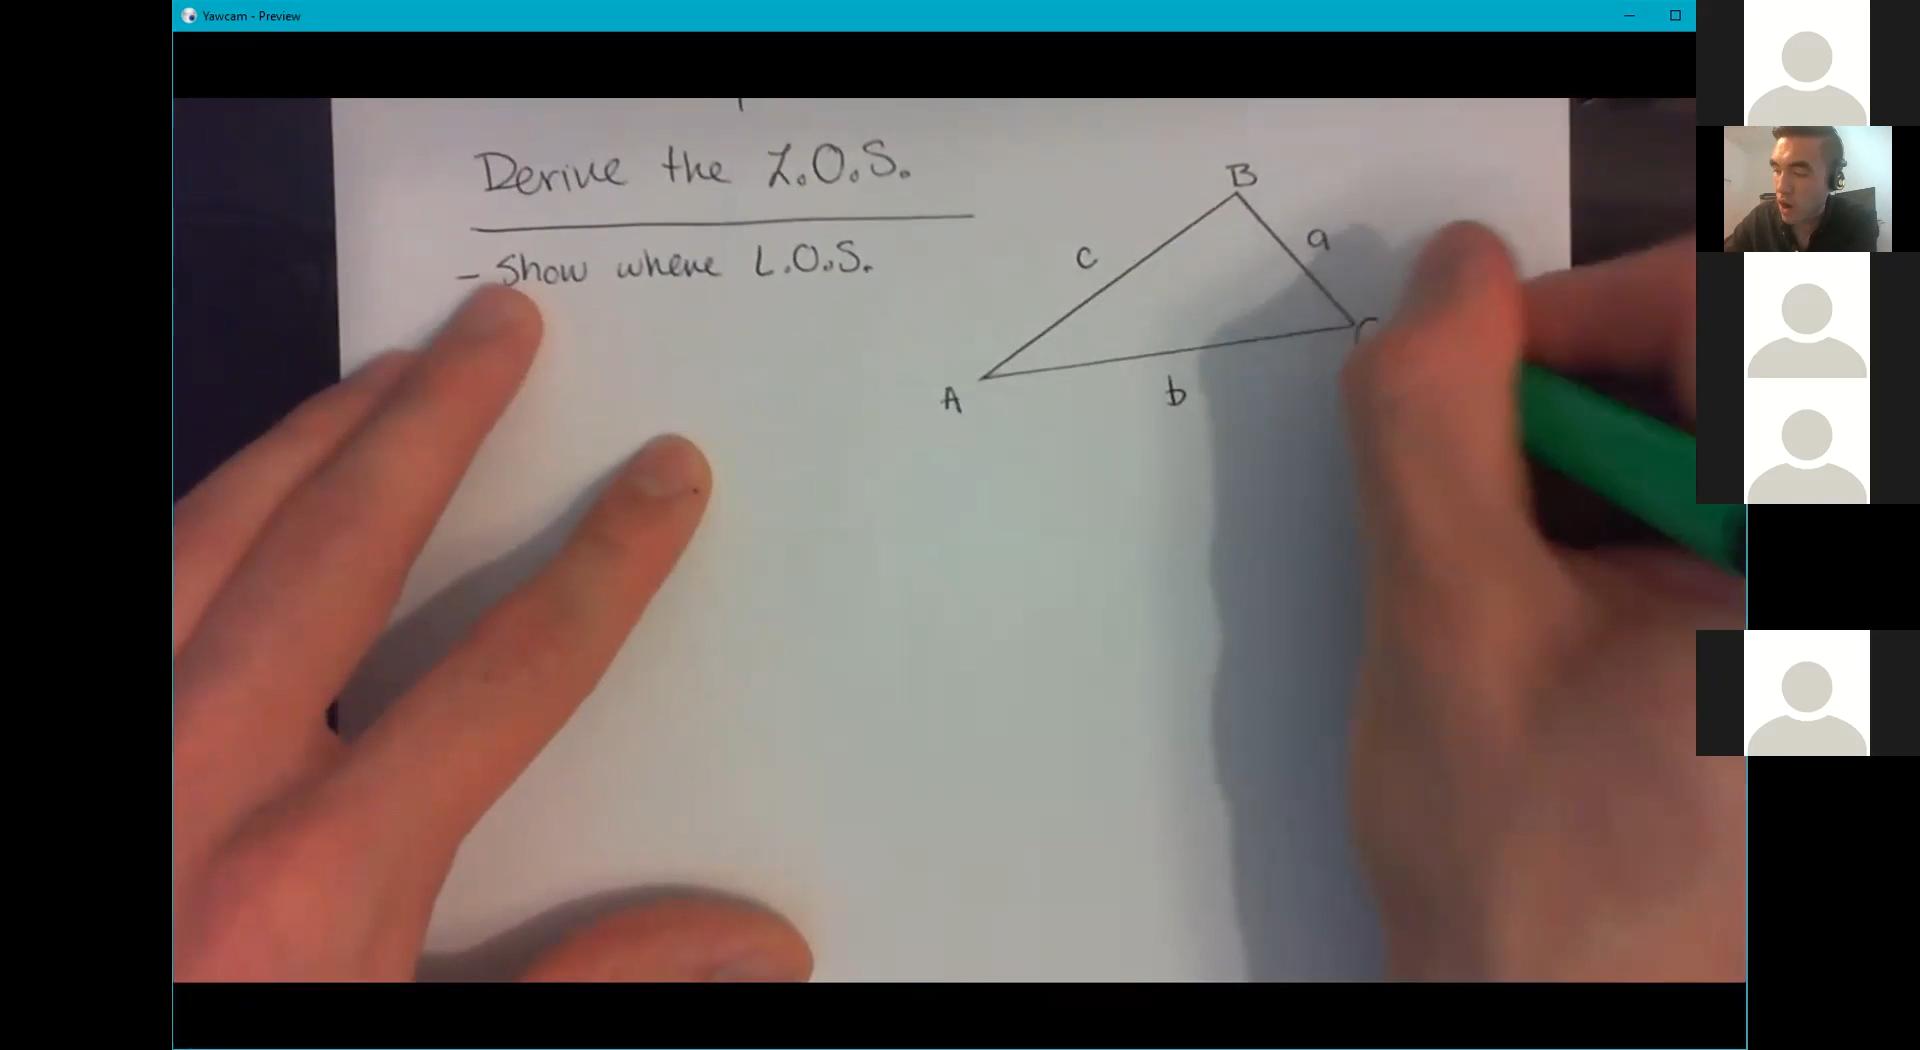 Yawcam - Preview
Derive the L.O.S.
- Show where L.O.S.
B
c
a
A
b